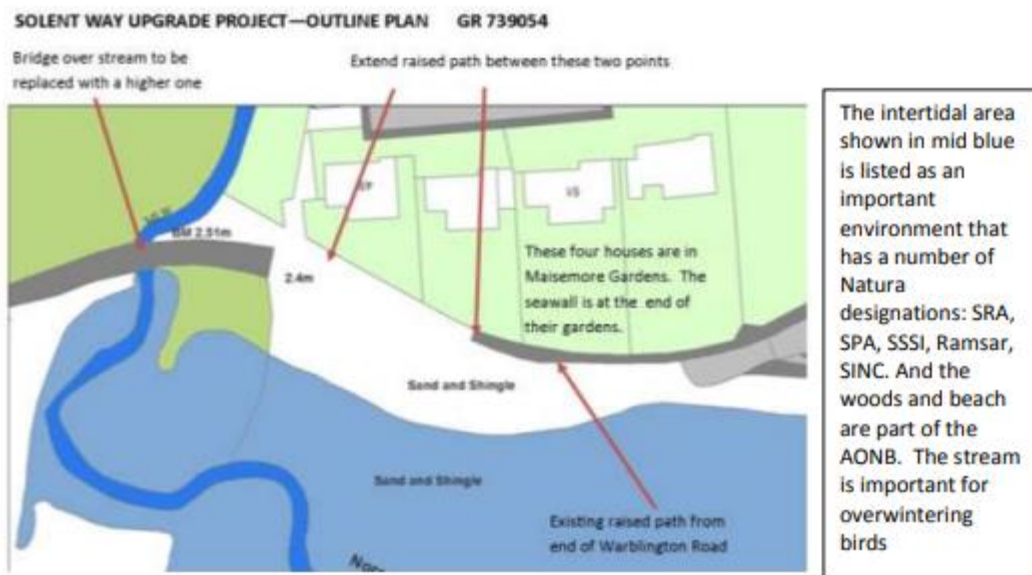 SOLENT WAY UPGRADE PROJECT—OUTLINE PLAN GR 739054
Bridge over stream to be
replaced with a higher one
Extend raised path between these two points
BM 2.51m
2.4m
These four houses are in
Maisemore Gardens. The
seawall is at the end of
their gardens.
Sand and Shingle
Sand and Shingle
Existing raised path from
end of Warblington Road
The intertidal area
shown in mid blue
is listed as an
important
environment that
has a number of
Natura
designations: SRA,
SPA, SSSI, Ramsar,
SINC. And the
woods and beach
are part of the
AONB. The stream
is important for
overwintering
birds